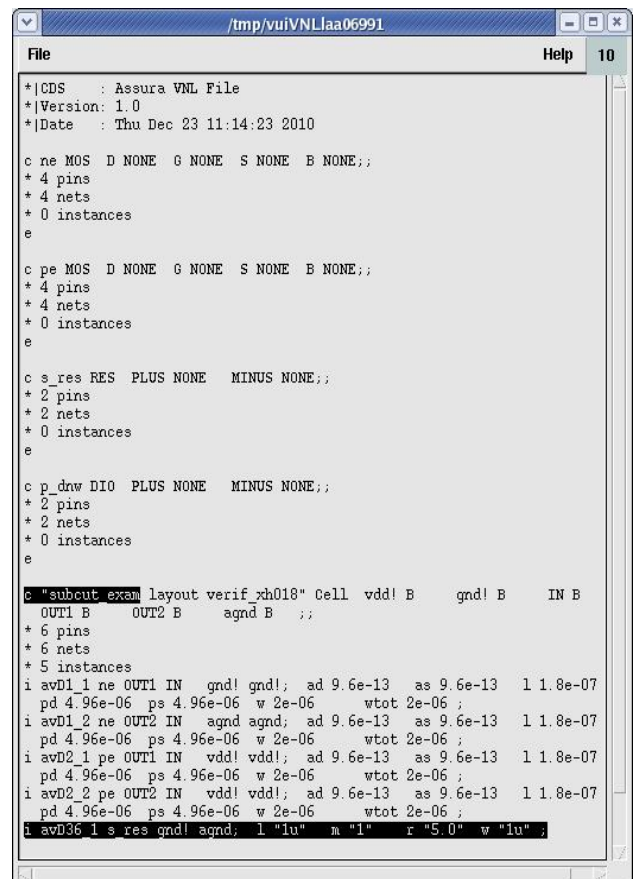 /tmp/vuiVNLlaa06991
File Help 10
*|CDS : Assura VNL File
*|Version: 1.0
*|Date : Thu Dec 23 11:14:23 2010
c ne MOS D NONE G NONE S NONE B NONE;;
* 4 pins
* 4 nets
* 0 instances
e
c pe MOS D NONE G NONE S NONE B NONE;;
* 4 pins
* 4 nets
* 0 instances
e
c s_res RES PLUS NONE MINUS NONE;;
* 2 pins
* 2 nets
* 0 instances
e
c p_dnw DIO PLUS NONE MINUS NONE;;
* 2 pins
* 2 nets
* 0 instances
e
c "subcut_exam layout verif_xh018" Cell vdd! B gnd! B IN B
OUT1 B OUT2 B agnd B ;;
* 6 pins
* 6 nets
* 5 instances
i avD1_1 ne OUT1 IN gnd! gnd!; ad 9.6e-13 as 9.6e-13 l 1.8e-07
pd 4.96e-06 ps 4.96e-06 w 2e-06 wtot 2e-06 ;
i avD1_2 ne OUT2 IN agnd agnd; ad 9.6e-13 as 9.6e-13 l 1.8e-07
pd 4.96e-06 ps 4.96e-06 w 2e-06 wtot 2e-06 ;
i avD2_1 pe OUT1 IN vdd! vdd!; ad 9.6e-13 as 9.6e-13 l 1.8e-07
pd 4.96e-06 ps 4.96e-06 w 2e-06 wtot 2e-06 ;
i avD2_2 pe OUT2 IN vdd! vdd!; ad 9.6e-13 as 9.6e-13 l 1.8e-07
pd 4.96e-06 ps 4.96e-06 w 2e-06 wtot 2e-06 ;
i avD36_1 s_res gnd! agnd; l "1u" m "1" r "5.0" w "1u" ;